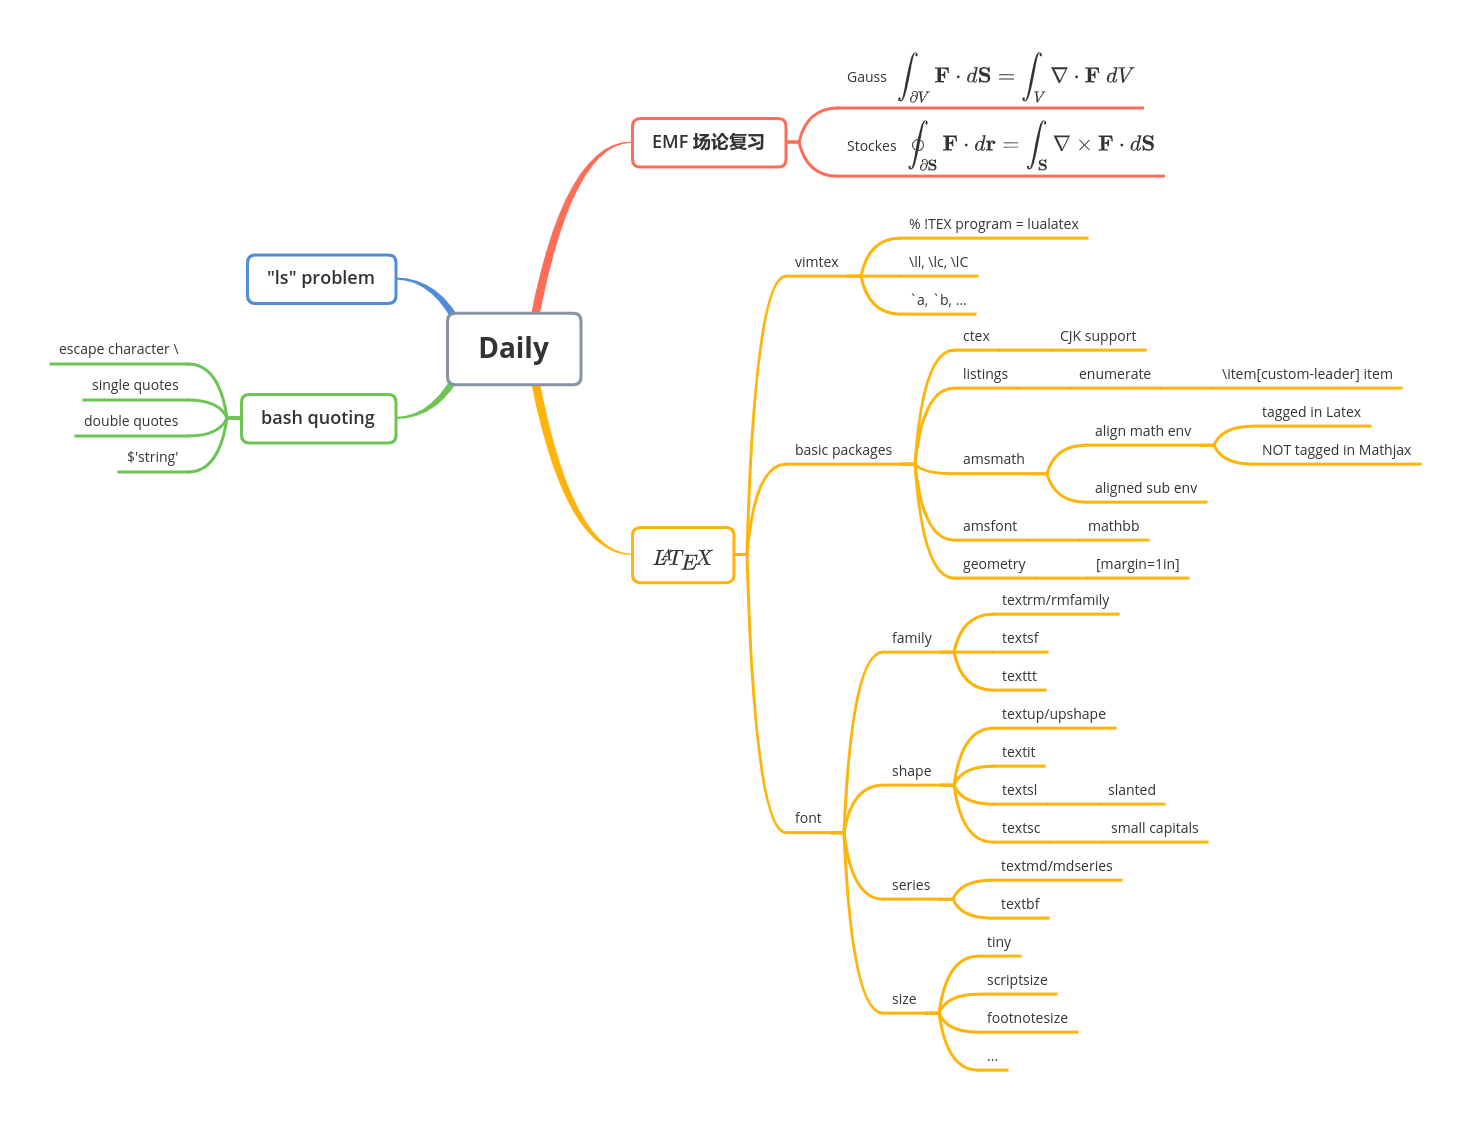 Daily
EMF 场论复习
Gauss $\int_{\partial V} \mathbf{F} \cdot d\mathbf{S} = \int_{V} \nabla \cdot \mathbf{F} \ dV$
Stockes $\oint_{\partial \mathbf{S}} \mathbf{F} \cdot d\mathbf{r} = \int_{\mathbf{S}} \nabla \times \mathbf{F} \cdot d\mathbf{S}$
"ls" problem
bash quoting
escape character \
single quotes
double quotes
$'string'
LATEX
vimtex
% !TEX program = lualatex
\ll, \lc, \lC
`a, `b, ...
basic packages
ctex
CJK support
listings
enumerate
\item[custom-leader] item
amsmath
align math env
tagged in Latex
NOT tagged in Mathjax
aligned sub env
amsfont
mathbb
geometry
[margin=1in]
font
family
textrm/rmfamily
textsf
texttt
shape
textup/upshape
textit
textsl
slanted
textsc
small capitals
series
textmd/mdseries
textbf
size
tiny
scriptsize
footnotesize
...